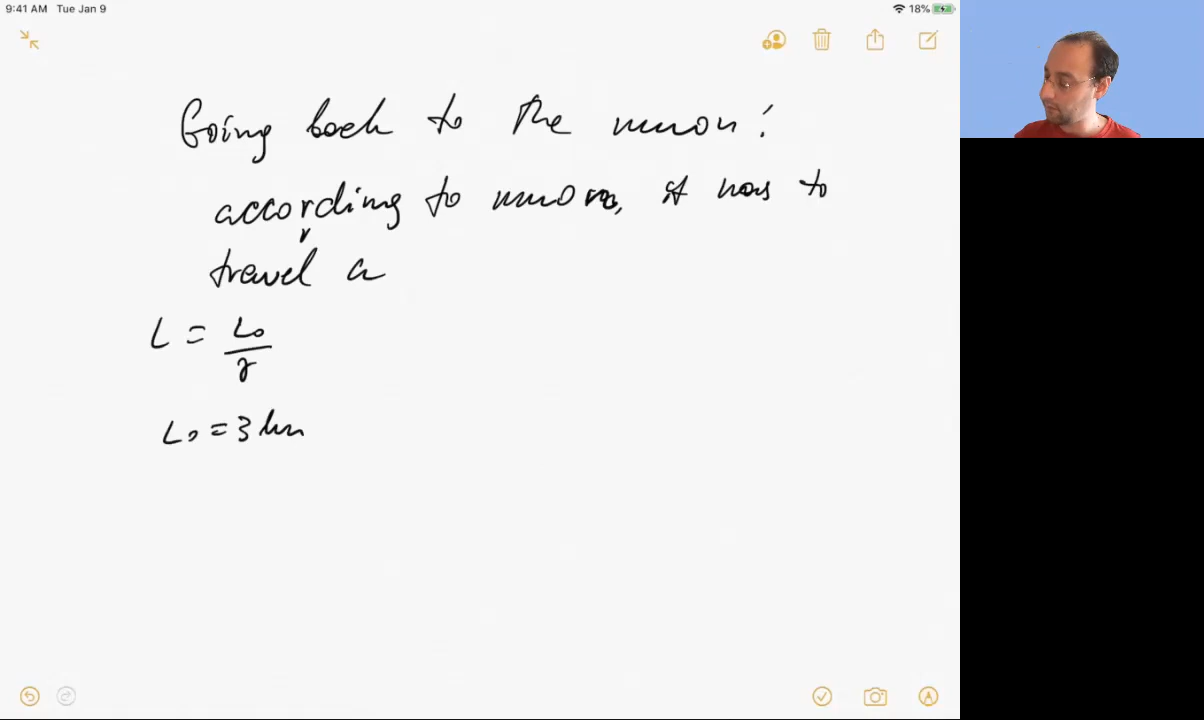 9:41 AM Tue Jan 9
18%
Going back to the muon:
according to muon, it has to
travel a
L = L₀/γ
L₀ = 3 km